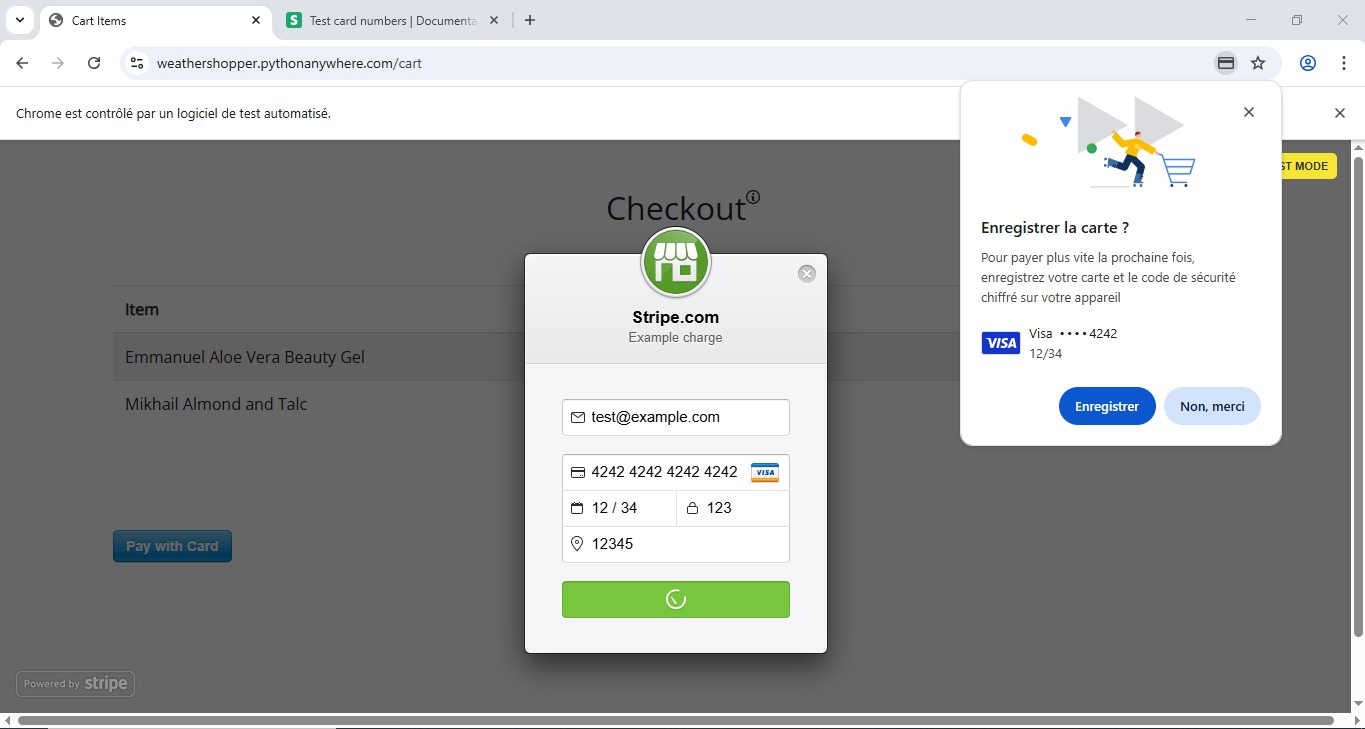 Cart Items
Test card numbers | Documenta
weathershopper.pythonanywhere.com/cart
Chrome est contrôlé par un logiciel de test automatisé.
ST MODE
Checkout
Enregistrer la carte ?
Pour payer plus vite la prochaine fois,
enregistrez votre carte et le code de sécurité
chiffré sur votre appareil
VISA
Visa •••• 4242
12/34
Enregistrer
Non, merci
Item
Emmanuel Aloe Vera Beauty Gel
Mikhail Almond and Talc
Pay with Card
Stripe.com
Example charge
test@example.com
4242 4242 4242 4242
VISA
12 / 34
123
12345
Powered by stripe